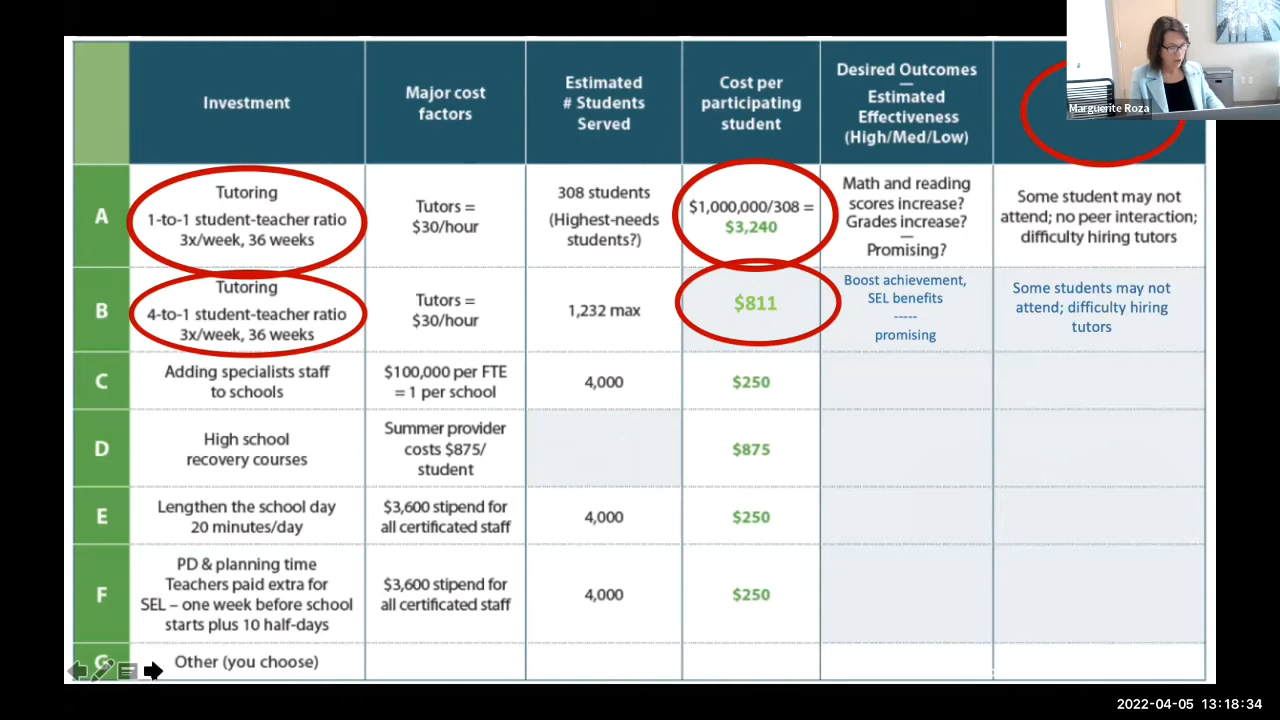 Investment
Major cost
factors
Estimated
# Students
Served
Cost per
participating
student
Desired Outcomes
—
Estimated
Effectiveness
(High/Med/Low)
Marguerite Roza
A
Tutoring
1-to-1 student-teacher ratio
3x/week, 36 weeks
Tutors =
$30/hour
308 students
(Highest-needs
students?)
$1,000,000/308 =
$3,240
Math and reading
scores increase?
Grades increase?
—
Promising?
Some student may not
attend; no peer interaction;
difficulty hiring tutors
B
Tutoring
4-to-1 student-teacher ratio
3x/week, 36 weeks
Tutors =
$30/hour
1,232 max
$811
Boost achievement,
SEL benefits
-----
promising
Some students may not
attend; difficulty hiring
tutors
C
Adding specialists staff
to schools
$100,000 per FTE
= 1 per school
4,000
$250
D
High school
recovery courses
Summer provider
costs $875/
student
$875
E
Lengthen the school day
20 minutes/day
$3,600 stipend for
all certificated staff
4,000
$250
F
PD & planning time
Teachers paid extra for
SEL – one week before school
starts plus 10 half-days
$3,600 stipend for
all certificated staff
4,000
$250
G
Other (you choose)
2022-04-05 13:18:34